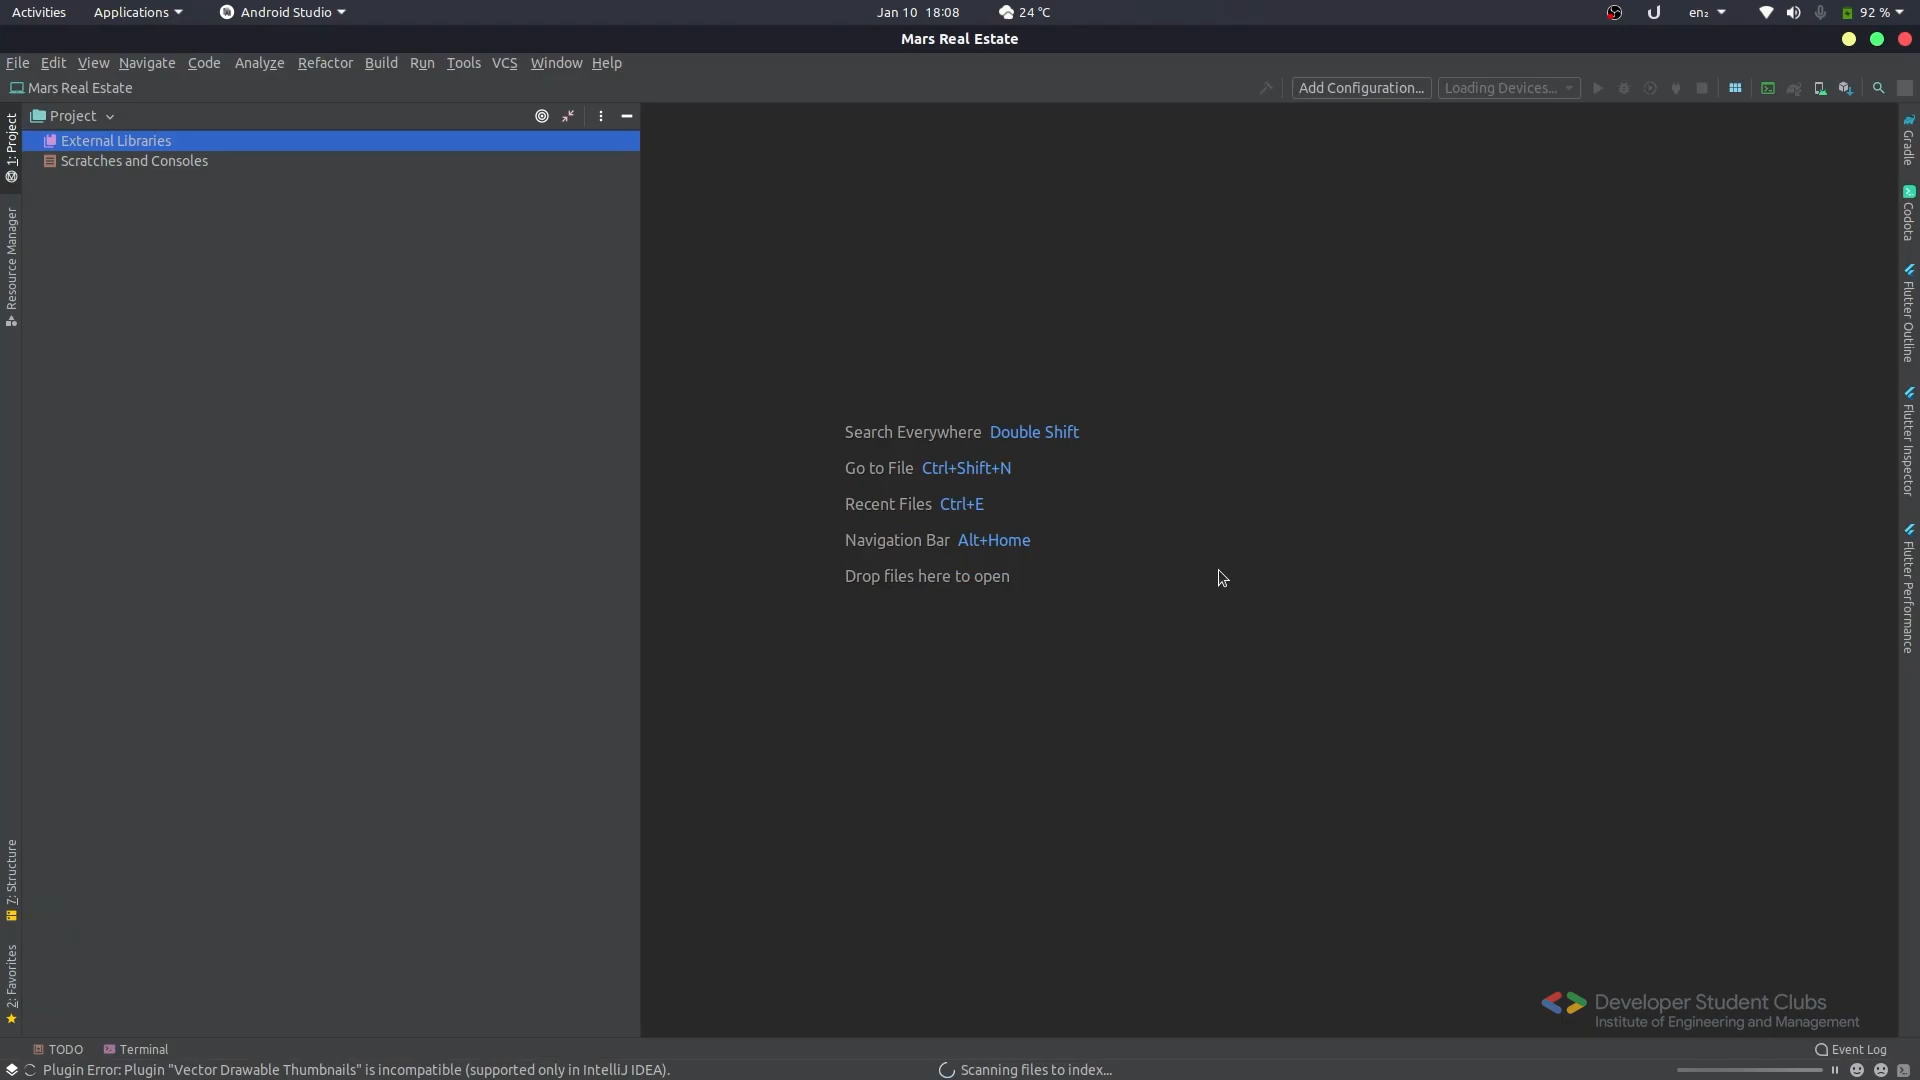 Activities Applications Android Studio Jan 10 18:08 24 °C en₂ 92 %
Mars Real Estate
File Edit View Navigate Code Analyze Refactor Build Run Tools VCS Window Help
Mars Real Estate Add Configuration... Loading Devices...
Project
External Libraries
Scratches and Consoles
1: Project
Resource Manager
7: Structure
2: Favorites
Search Everywhere Double Shift
Go to File Ctrl+Shift+N
Recent Files Ctrl+E
Navigation Bar Alt+Home
Drop files here to open
Gradle
Codota
Flutter Outline
Flutter Inspector
Flutter Performance
Developer Student Clubs
Institute of Engineering and Management
TODO Terminal Event Log
Plugin Error: Plugin "Vector Drawable Thumbnails" is incompatible (supported only in IntelliJ IDEA). Scanning files to index...